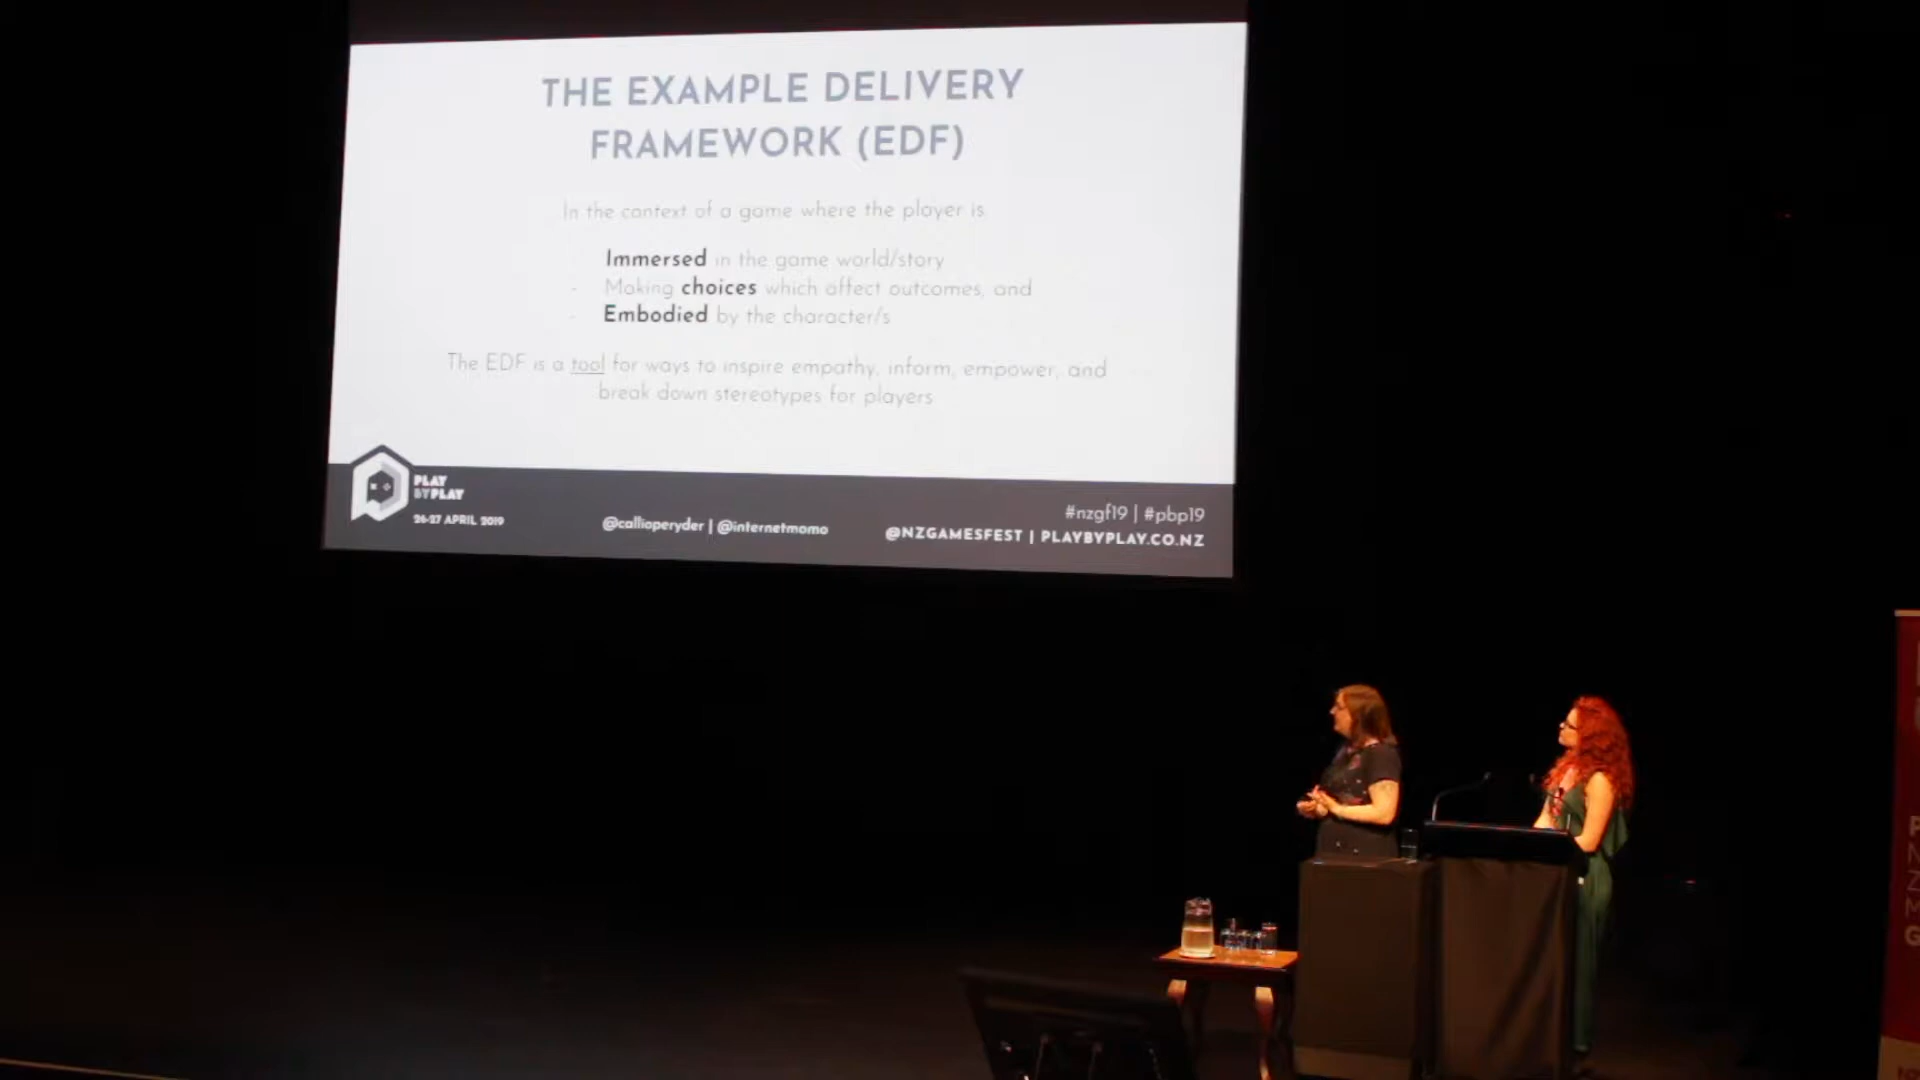 THE EXAMPLE DELIVERY
FRAMEWORK (EDF)
In the context of a game where the player is
Immersed in the game world/story
- Making choices which affect outcomes, and
- Embodied by the character/s
The EDF is a tool for ways to inspire empathy, inform, empower, and
break down stereotypes for players
PLAY
BYPLAY
26-27 APRIL 2019
@callioperyder | @internetmomo
#nzgf19 | #pbp19
@NZGAMESFEST | PLAYBYPLAY.CO.NZ